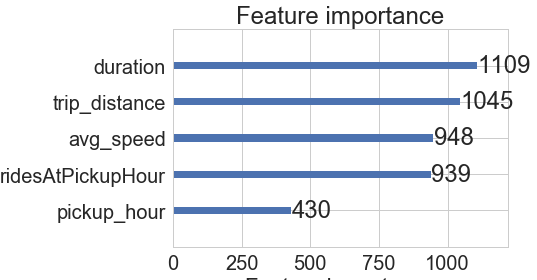 Feature importance
duration 1109
trip_distance 1045
avg_speed 948
ridesAtPickupHour 939
pickup_hour 430
0 250 500 750 1000